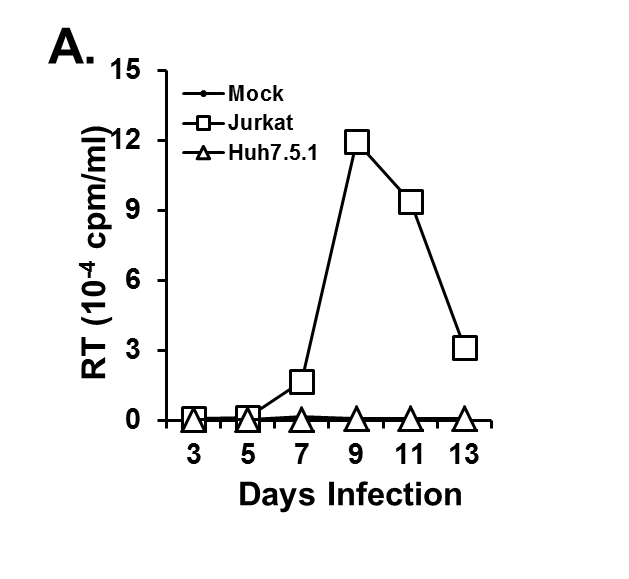 A.
15
12
9
6
3
0
RT (10⁻⁴ cpm/ml)
Mock
Jurkat
Huh7.5.1
3 5 7 9 11 13
Days Infection